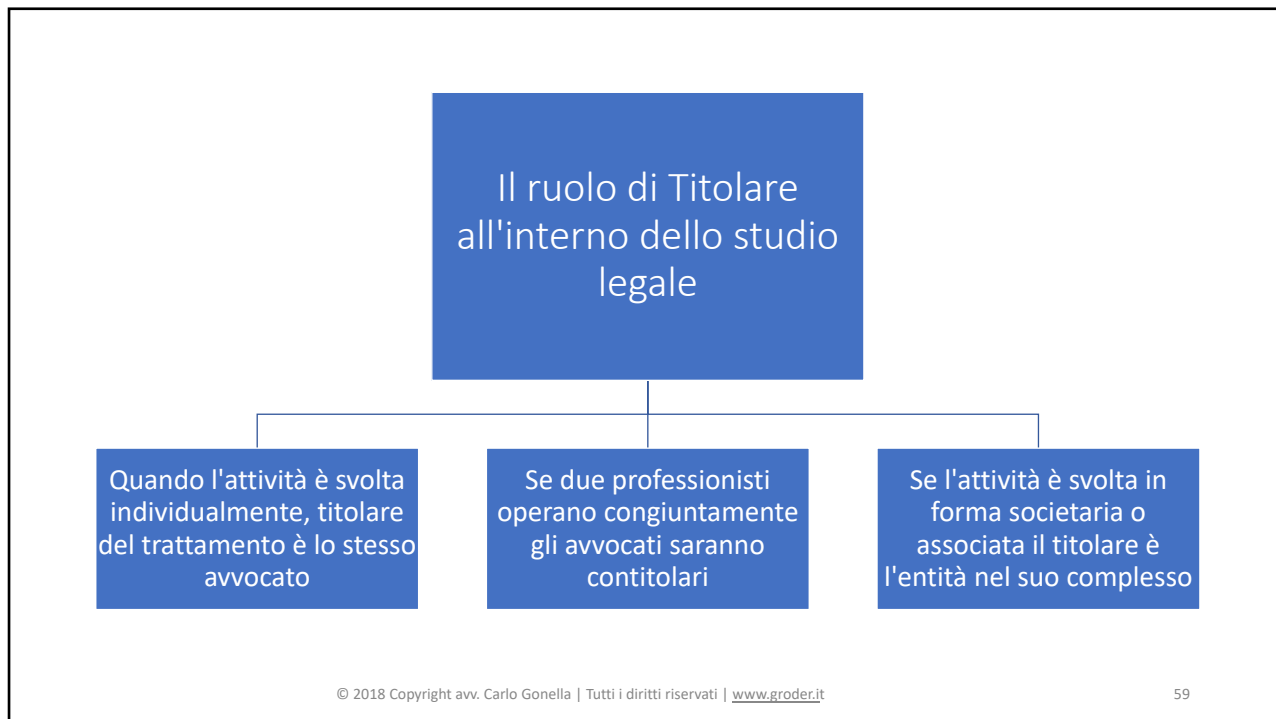 Il ruolo di Titolare
all'interno dello studio
legale
Quando l'attività è svolta
individualmente, titolare
del trattamento è lo stesso
avvocato
Se due professionisti
operano congiuntamente
gli avvocati saranno
contitolari
Se l'attività è svolta in
forma societaria o
associata il titolare è
l'entità nel suo complesso
© 2018 Copyright avv. Carlo Gonella | Tutti i diritti riservati | www.groder.it
59